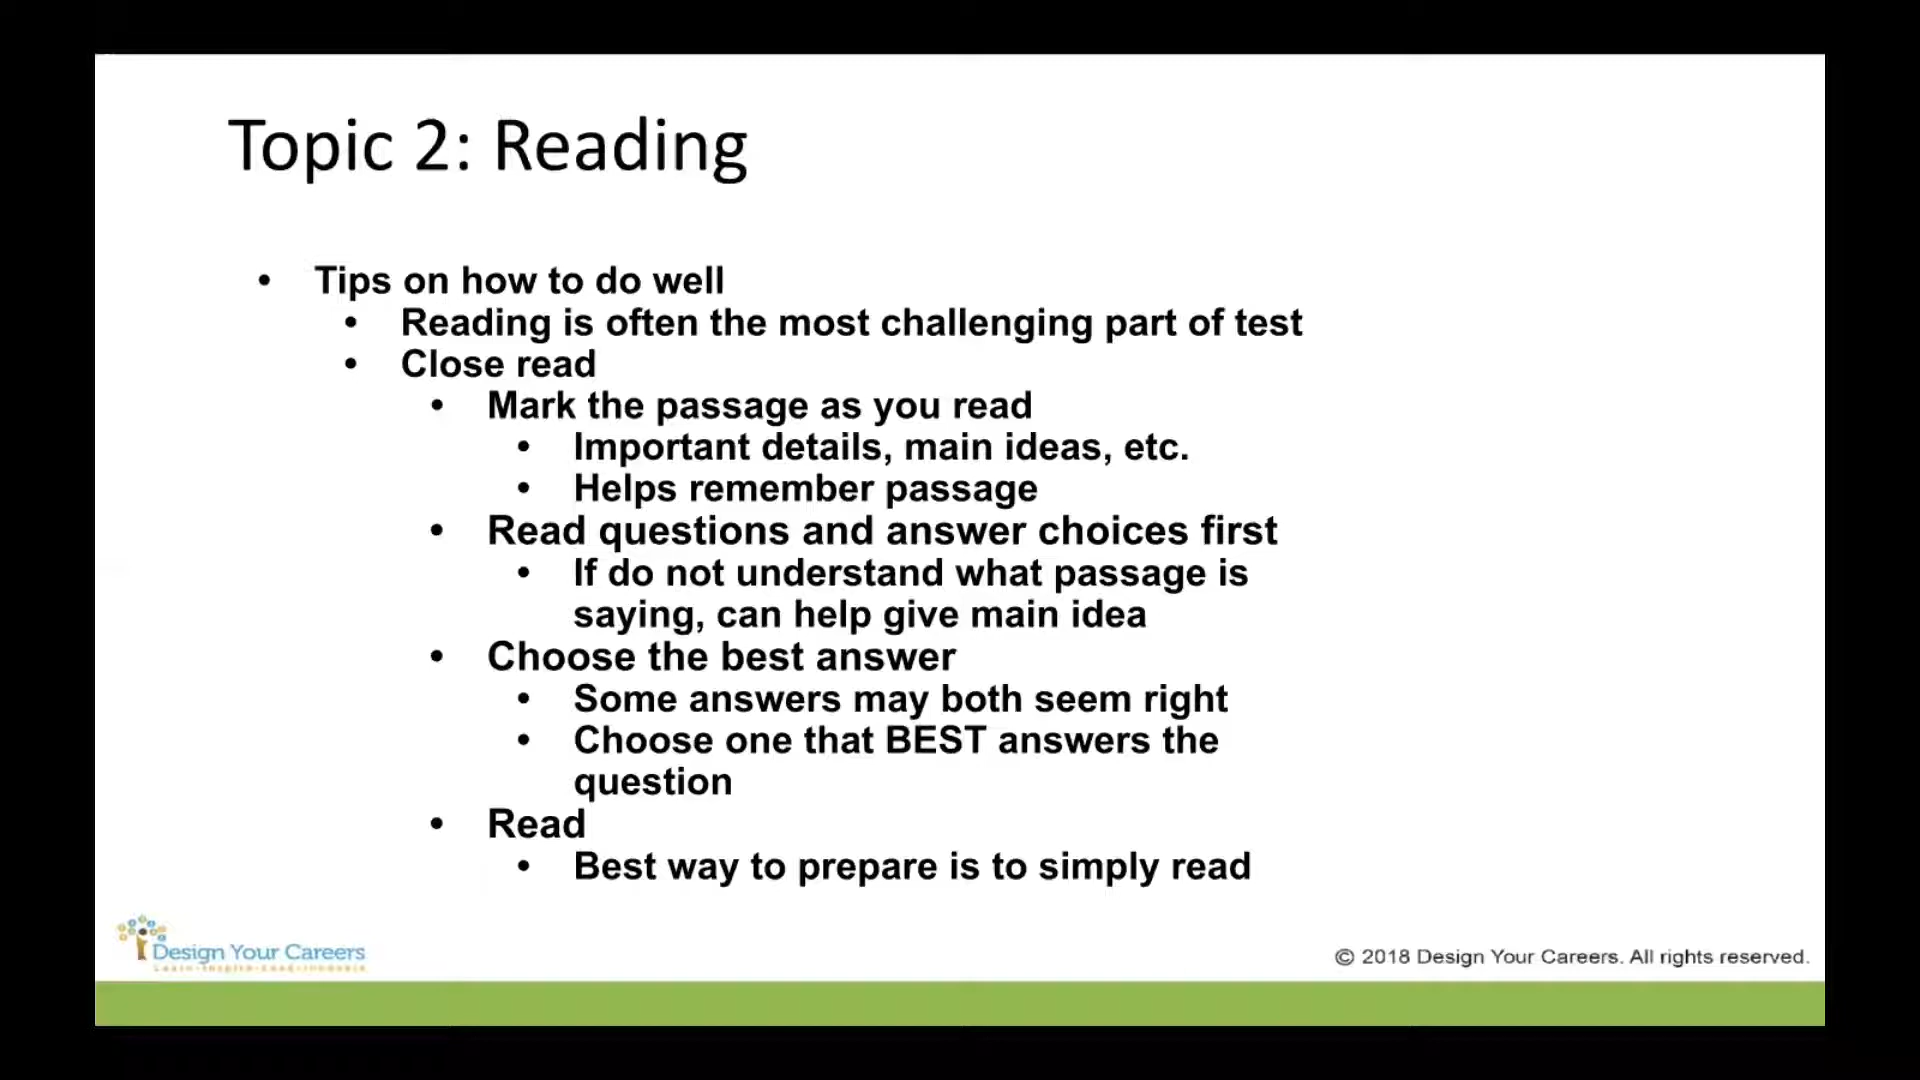 Topic 2: Reading
• Tips on how to do well
• Reading is often the most challenging part of test
• Close read
• Mark the passage as you read
• Important details, main ideas, etc.
• Helps remember passage
• Read questions and answer choices first
• If do not understand what passage is
saying, can help give main idea
• Choose the best answer
• Some answers may both seem right
• Choose one that BEST answers the
question
• Read
• Best way to prepare is to simply read
Design Your Careers
© 2018 Design Your Careers. All rights reserved.